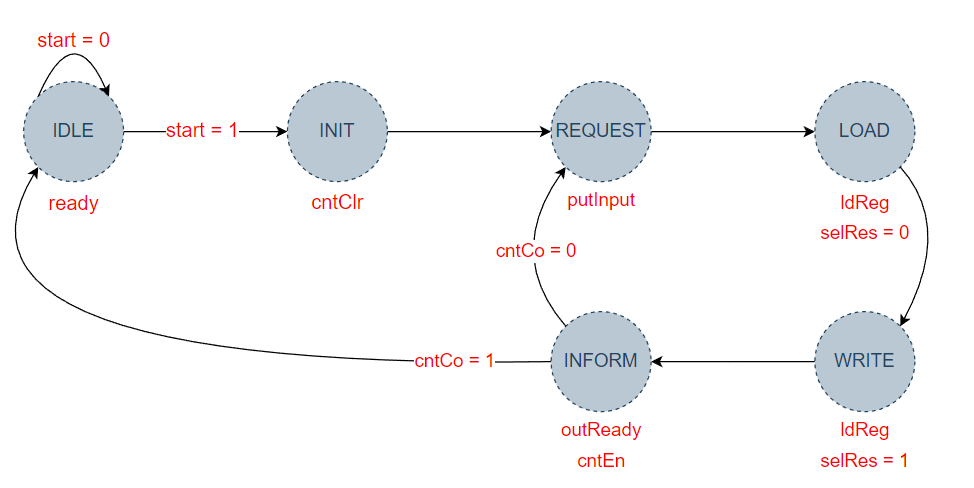 start = 0
IDLE
start = 1
INIT
REQUEST
LOAD
ready
cntClr
putInput
ldReg
selRes = 0
cntCo = 0
cntCo = 1
INFORM
WRITE
outReady
cntEn
ldReg
selRes = 1